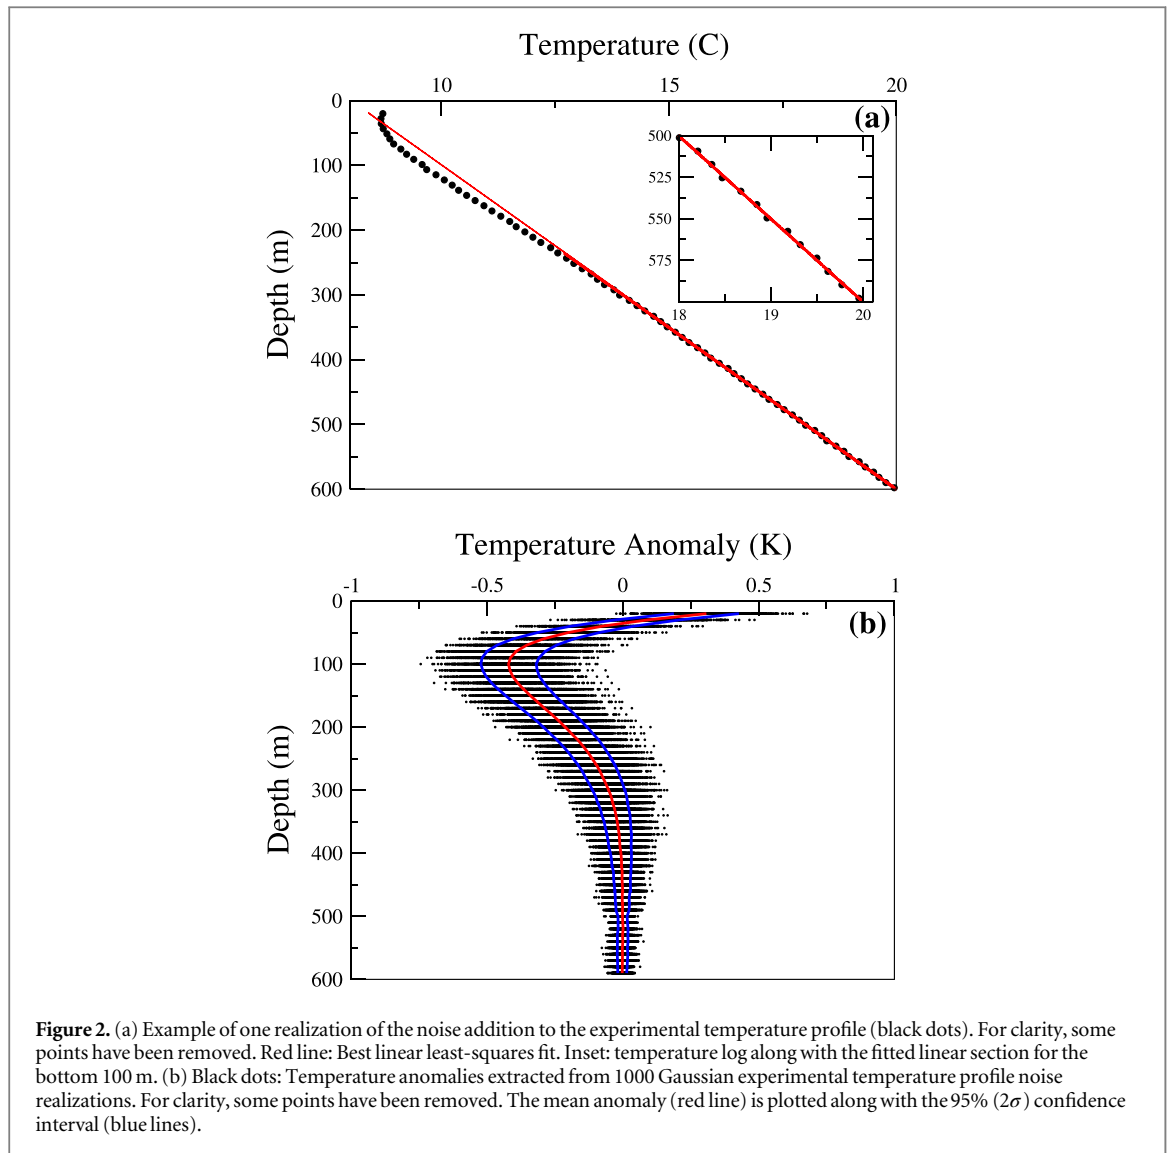 Temperature (C)
10 15 20
0
(a)
100
200
300
400
500
600
Depth (m)
500
525
550
575
18 19 20
Temperature Anomaly (K)
-1 -0.5 0 0.5 1
0
(b)
100
200
300
400
500
600
Depth (m)
Figure 2. (a) Example of one realization of the noise addition to the experimental temperature profile (black dots). For clarity, some
points have been removed. Red line: Best linear least-squares fit. Inset: temperature log along with the fitted linear section for the
bottom 100 m. (b) Black dots: Temperature anomalies extracted from 1000 Gaussian experimental temperature profile noise
realizations. For clarity, some points have been removed. The mean anomaly (red line) is plotted along with the 95% (2σ) confidence
interval (blue lines).